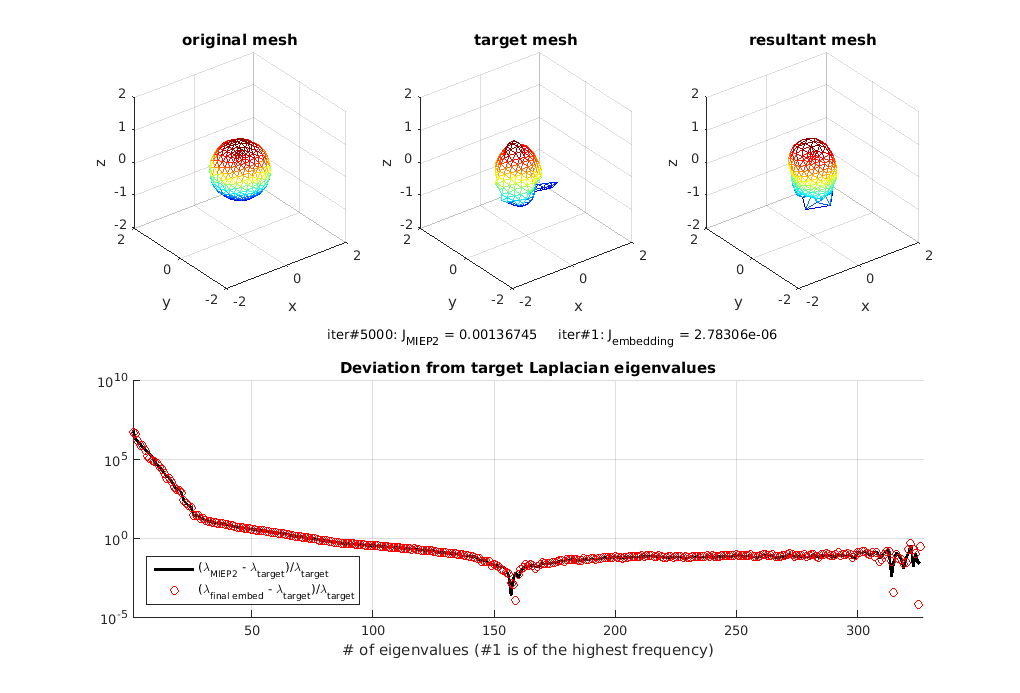 original mesh
target mesh
resultant mesh
2
1
0
-1
-2
z
2
0
-2
y
-2
0
2
x
2
1
0
-1
-2
z
2
0
-2
y
-2
0
2
x
2
1
0
-1
-2
z
2
0
-2
y
-2
0
2
x
iter#5000: J_MIEP2 = 0.00136745 iter#1: J_embedding = 2.78306e-06
Deviation from target Laplacian eigenvalues
10^10
10^5
10^0
10^-5
(λ_MIEP2 - λ_target)/λ_target
(λ_final embed - λ_target)/λ_target
50 100 150 200 250 300
# of eigenvalues (#1 is of the highest frequency)